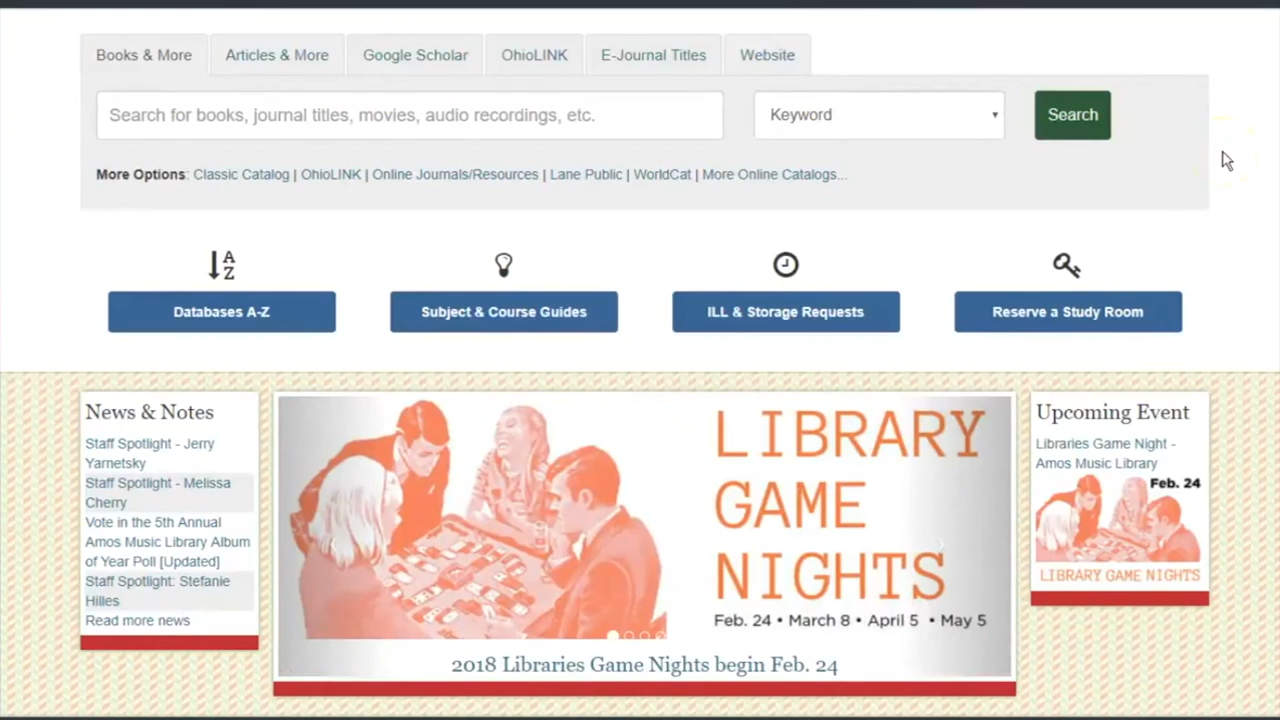 Books & More
Articles & More
Google Scholar
OhioLINK
E-Journal Titles
Website
Search for books, journal titles, movies, audio recordings, etc.
Keyword
Search
More Options: Classic Catalog | OhioLINK | Online Journals/Resources | Lane Public | WorldCat | More Online Catalogs...
A
Z
Databases A-Z
Subject & Course Guides
ILL & Storage Requests
Reserve a Study Room
News & Notes
Staff Spotlight - Jerry
Yarnetsky
Staff Spotlight - Melissa
Cherry
Vote in the 5th Annual
Amos Music Library Album
of Year Poll [Updated]
Staff Spotlight: Stefanie
Hilles
Read more news
LIBRARY
GAME
NIGHTS
Feb. 24 • March 8 • April 5 • May 5
2018 Libraries Game Nights begin Feb. 24
Upcoming Event
Libraries Game Night -
Amos Music Library
Feb. 24
LIBRARY GAME NIGHTS